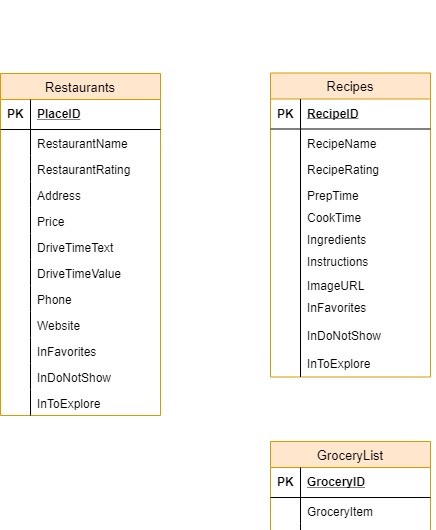 Restaurants
PK PlaceID
RestaurantName
RestaurantRating
Address
Price
DriveTimeText
DriveTimeValue
Phone
Website
InFavorites
InDoNotShow
InToExplore
Recipes
PK RecipeID
RecipeName
RecipeRating
PrepTime
CookTime
Ingredients
Instructions
ImageURL
InFavorites
InDoNotShow
InToExplore
GroceryList
PK GroceryID
GroceryItem